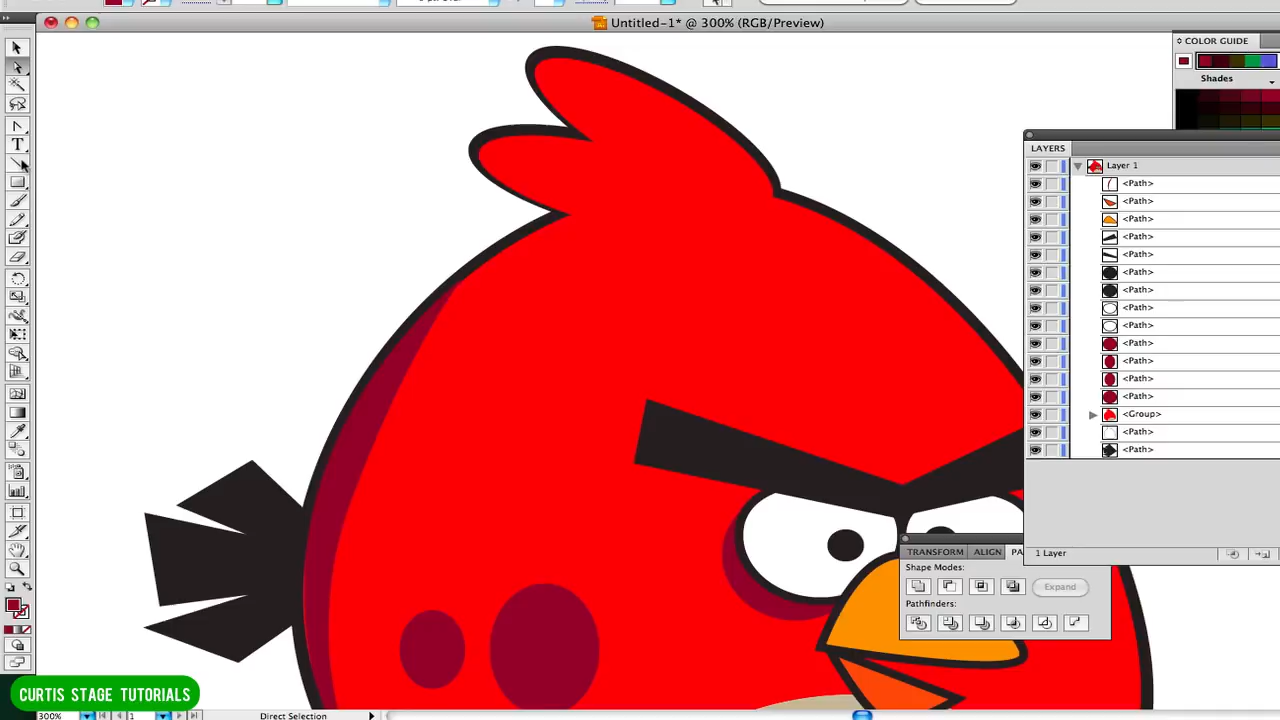 Untitled-1* @ 300% (RGB/Preview)
COLOR GUIDE
Shades
LAYERS
Layer 1
<Path>
<Path>
<Path>
<Path>
<Path>
<Path>
<Path>
<Path>
<Path>
<Path>
<Path>
<Path>
<Path>
<Group>
<Path>
<Path>
1 Layer
TRANSFORM
ALIGN
PA
Shape Modes:
Expand
Pathfinders:
CURTIS STAGE TUTORIALS
300%
1
Direct Selection